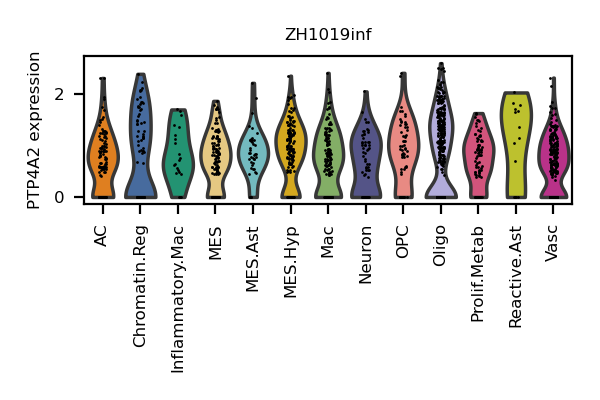 ZH1019inf
PTP4A2 expression
2
0
AC
Chromatin.Reg
Inflammatory.Mac
MES
MES.Ast
MES.Hyp
Mac
Neuron
OPC
Oligo
Prolif.Metab
Reactive.Ast
Vasc